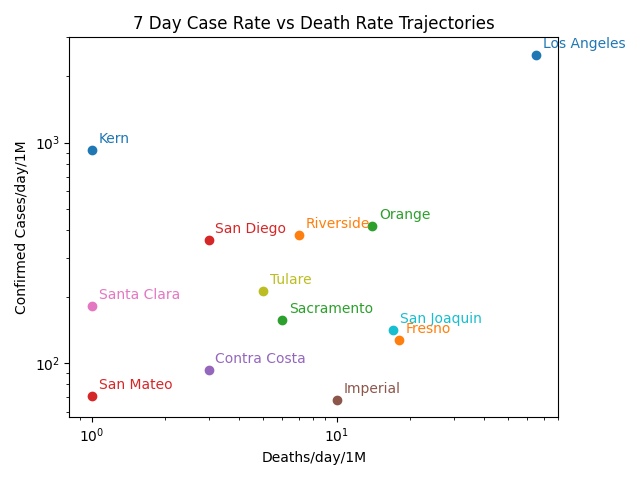 7 Day Case Rate vs Death Rate Trajectories
Los Angeles
Kern
Orange
Riverside
San Diego
Tulare
Santa Clara
Sacramento
San Joaquin
Fresno
Contra Costa
San Mateo
Imperial
Confirmed Cases/day/1M
10³
10²
10⁰
10¹
Deaths/day/1M